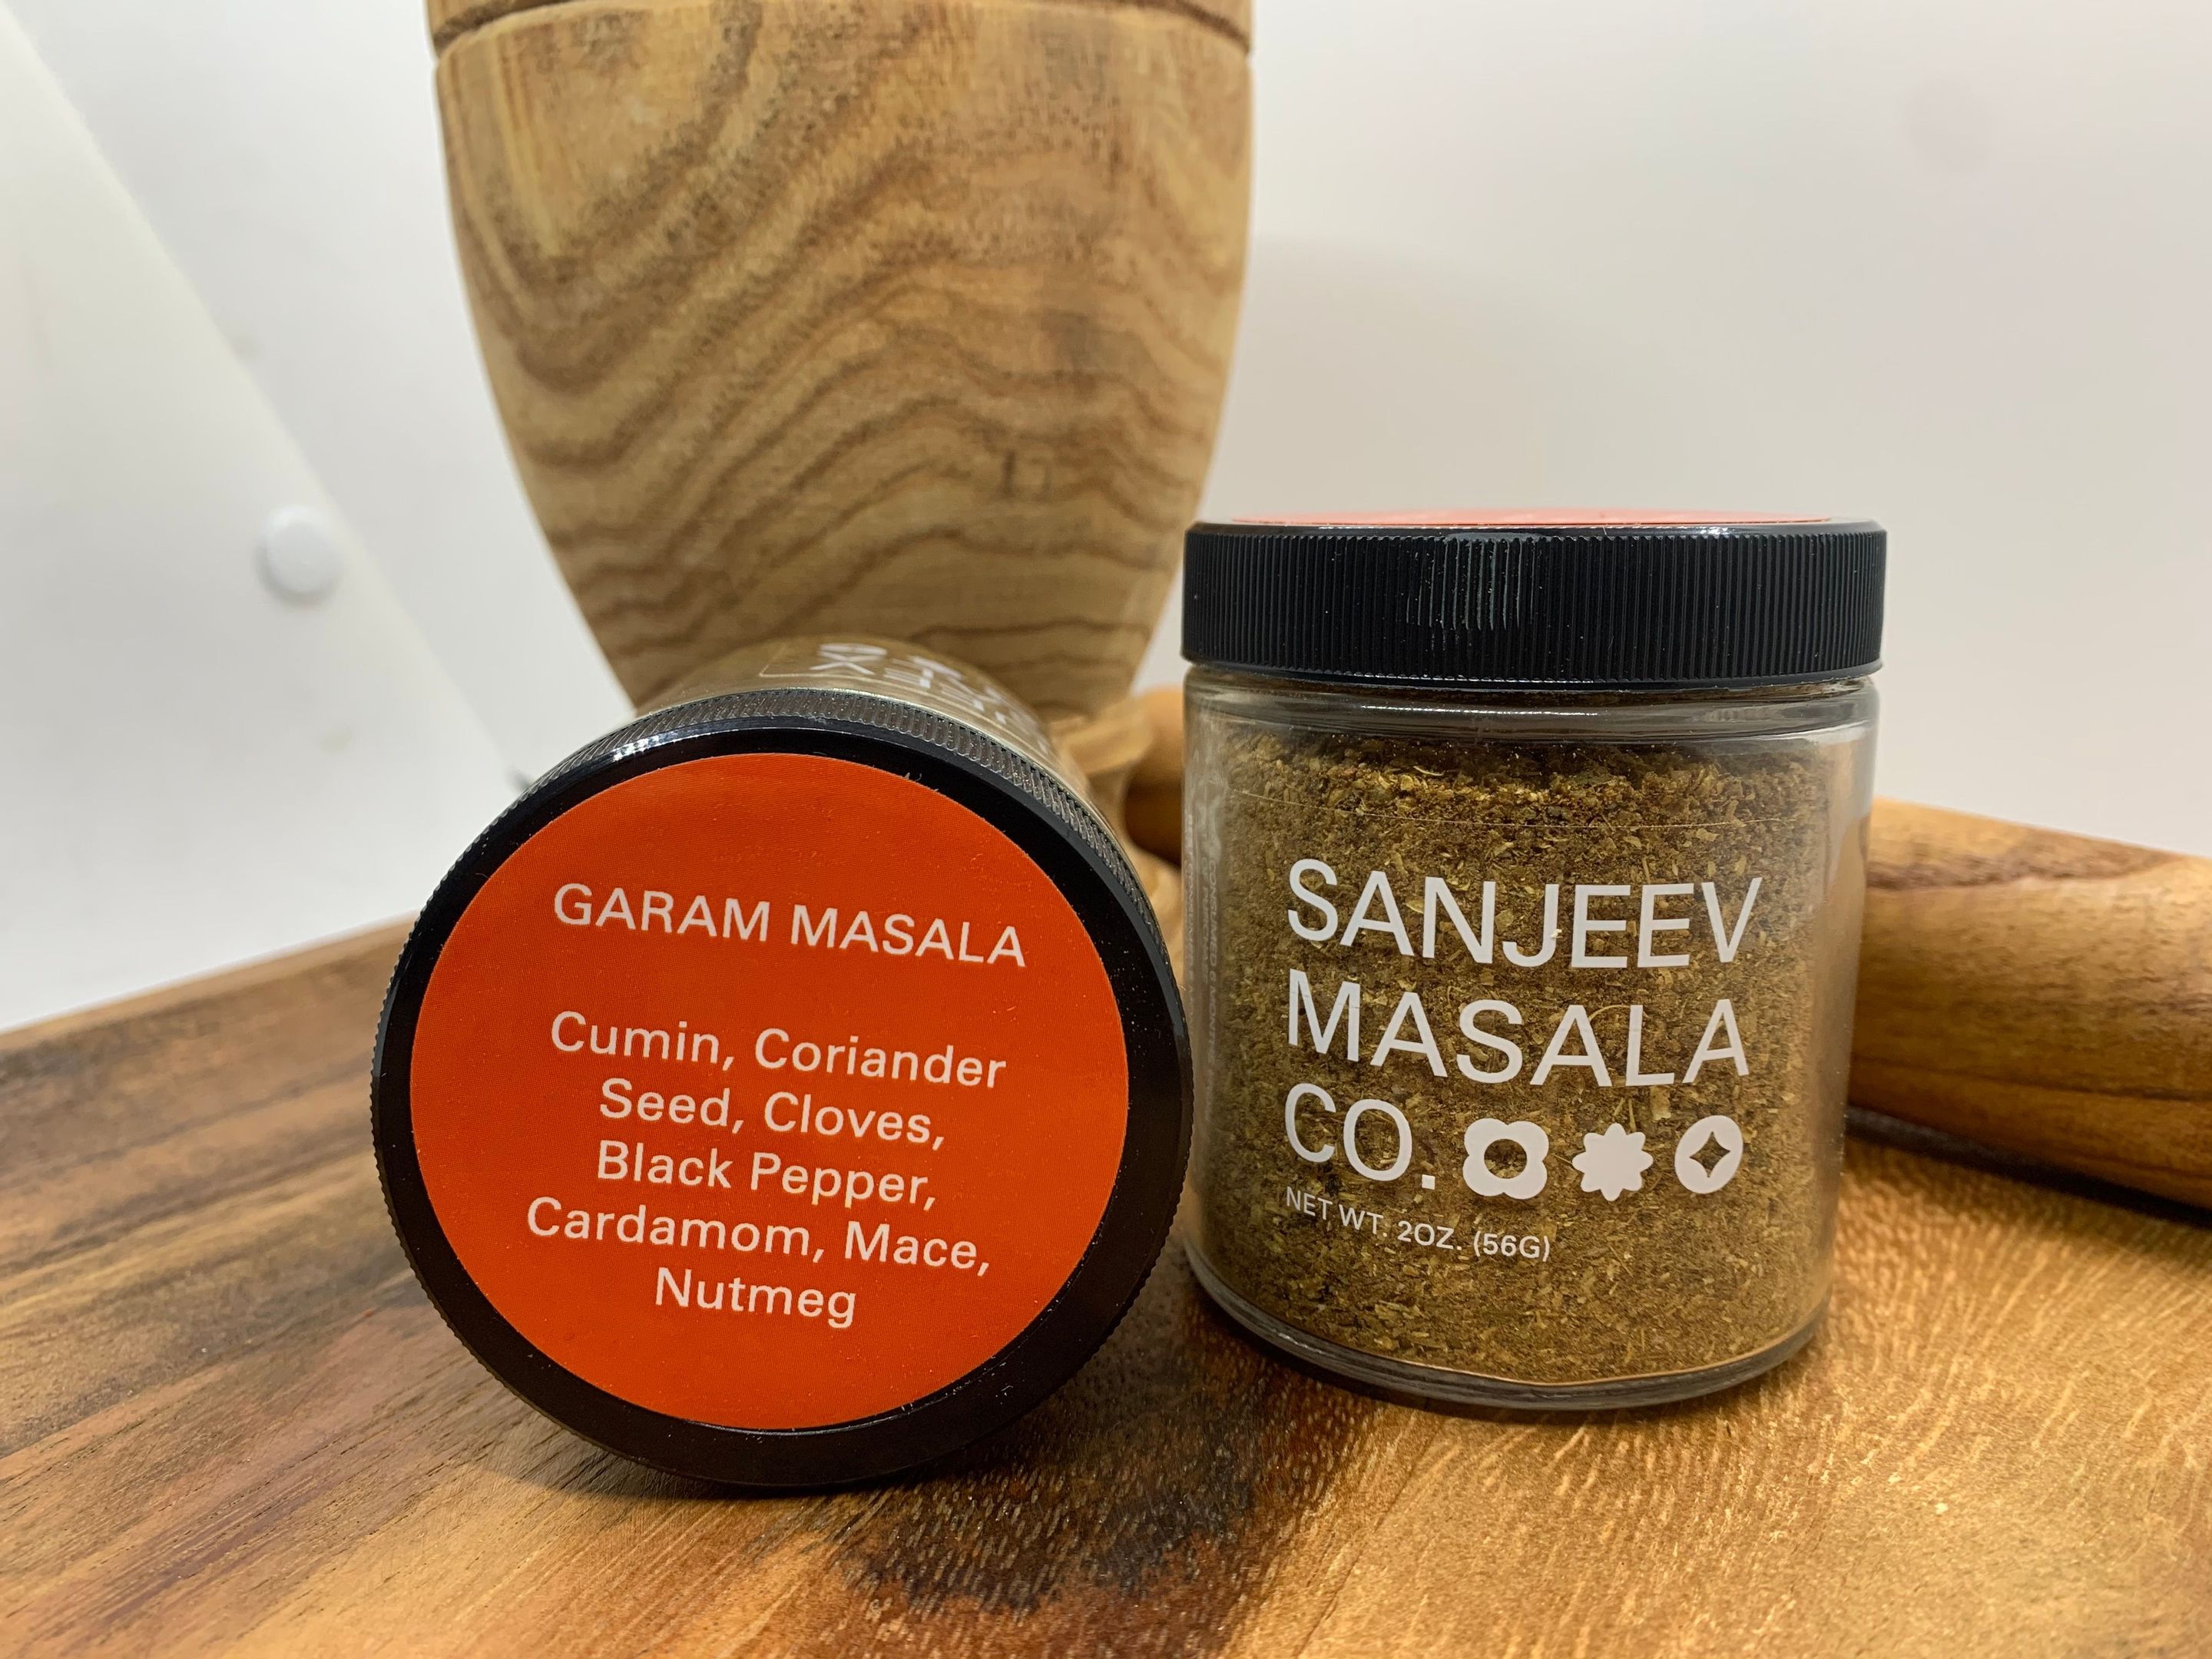 GARAM MASALA
Cumin, Coriander
Seed, Cloves,
Black Pepper,
Cardamom, Mace,
Nutmeg
SANJEEV
MASALA
CO.
NET WT. 2OZ. (56G)